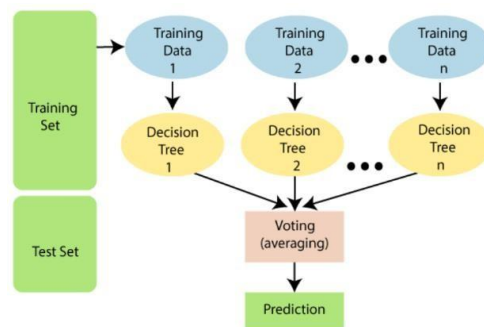 Training
Set
Test Set
Training
Data
1
Training
Data
2
Training
Data
n
Decision
Tree
1
Decision
Tree
2
Decision
Tree
n
Voting
(averaging)
Prediction